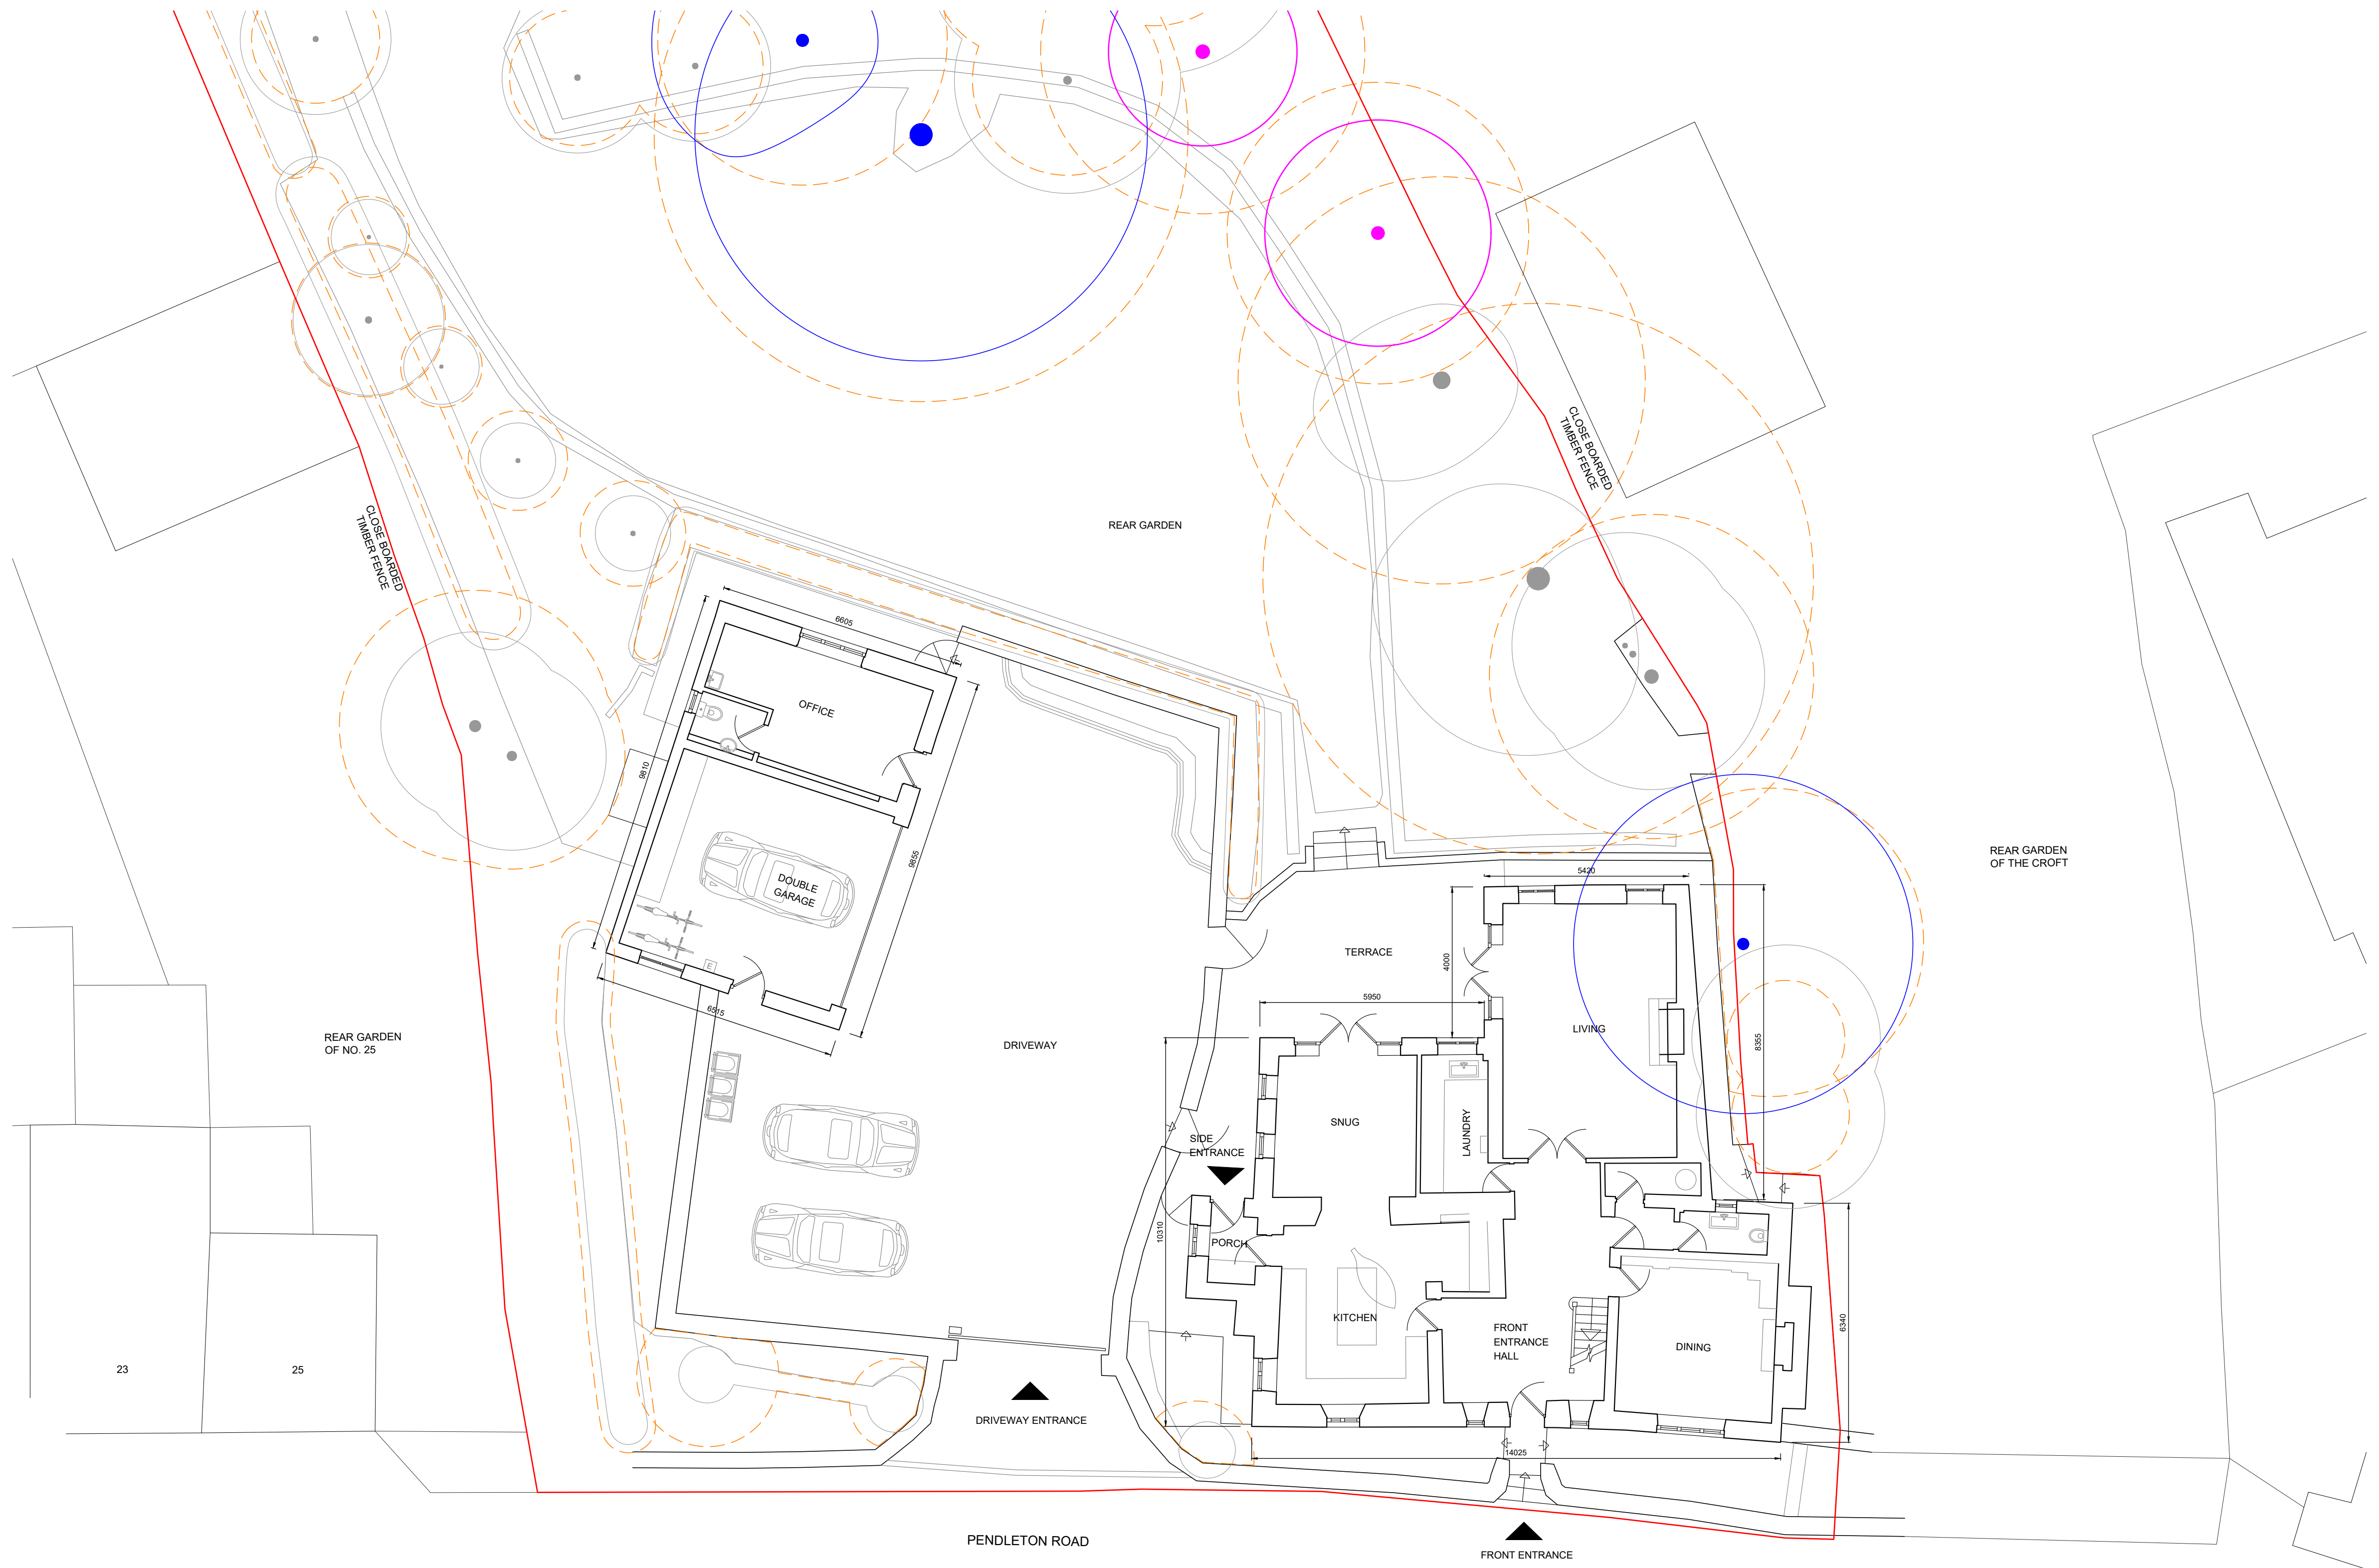 CLOSE BOARDED
TIMBER FENCE
CLOSE BOARDED
TIMBER FENCE
REAR GARDEN
6605
OFFICE
9810
9855
DOUBLE
GARAGE
E
6515
REAR GARDEN
OF THE CROFT
5420
TERRACE
4000
5950
LIVING
8355
REAR GARDEN
OF NO. 25
DRIVEWAY
SNUG
LAUNDRY
SIDE
ENTRANCE
10310
PORCH
KITCHEN
FRONT
ENTRANCE
HALL
DINING
6340
23
25
DRIVEWAY ENTRANCE
14025
PENDLETON ROAD
FRONT ENTRANCE